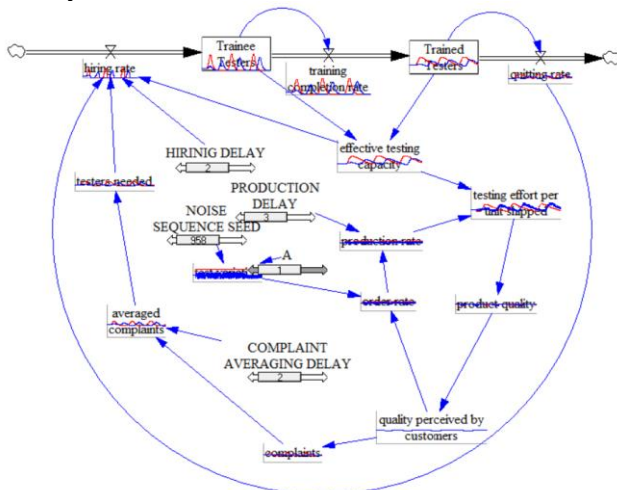 Trainee
Testers
Trained
Testers
hiring rate
training
completion rate
quitting rate
effective testing
capacity
HIRINIG DELAY
2
testers needed
testing effort per
unit shipped
PRODUCTION
DELAY
3
NOISE
SEQUENCE SEED
958
production rate
A
1
order rate
product quality
averaged
complaints
COMPLAINT
AVERAGING DELAY
2
quality perceived by
customers
complaints